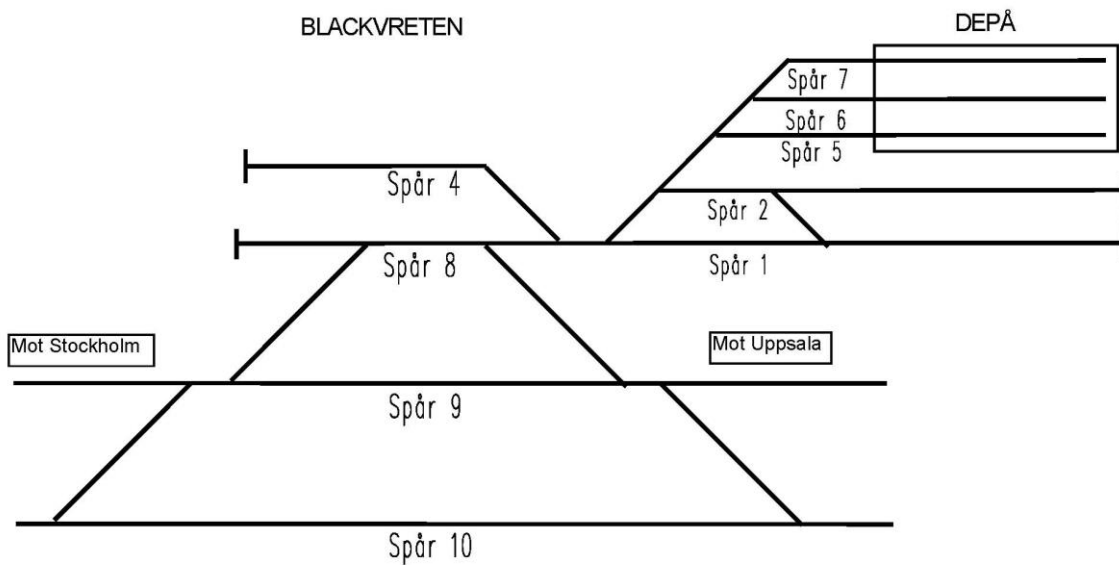 BLACKVRETEN
DEPÅ
Spår 7
Spår 6
Spår 5
Spår 4
Spår 2
Spår 8
Spår 1
Mot Stockholm
Mot Uppsala
Spår 9
Spår 10